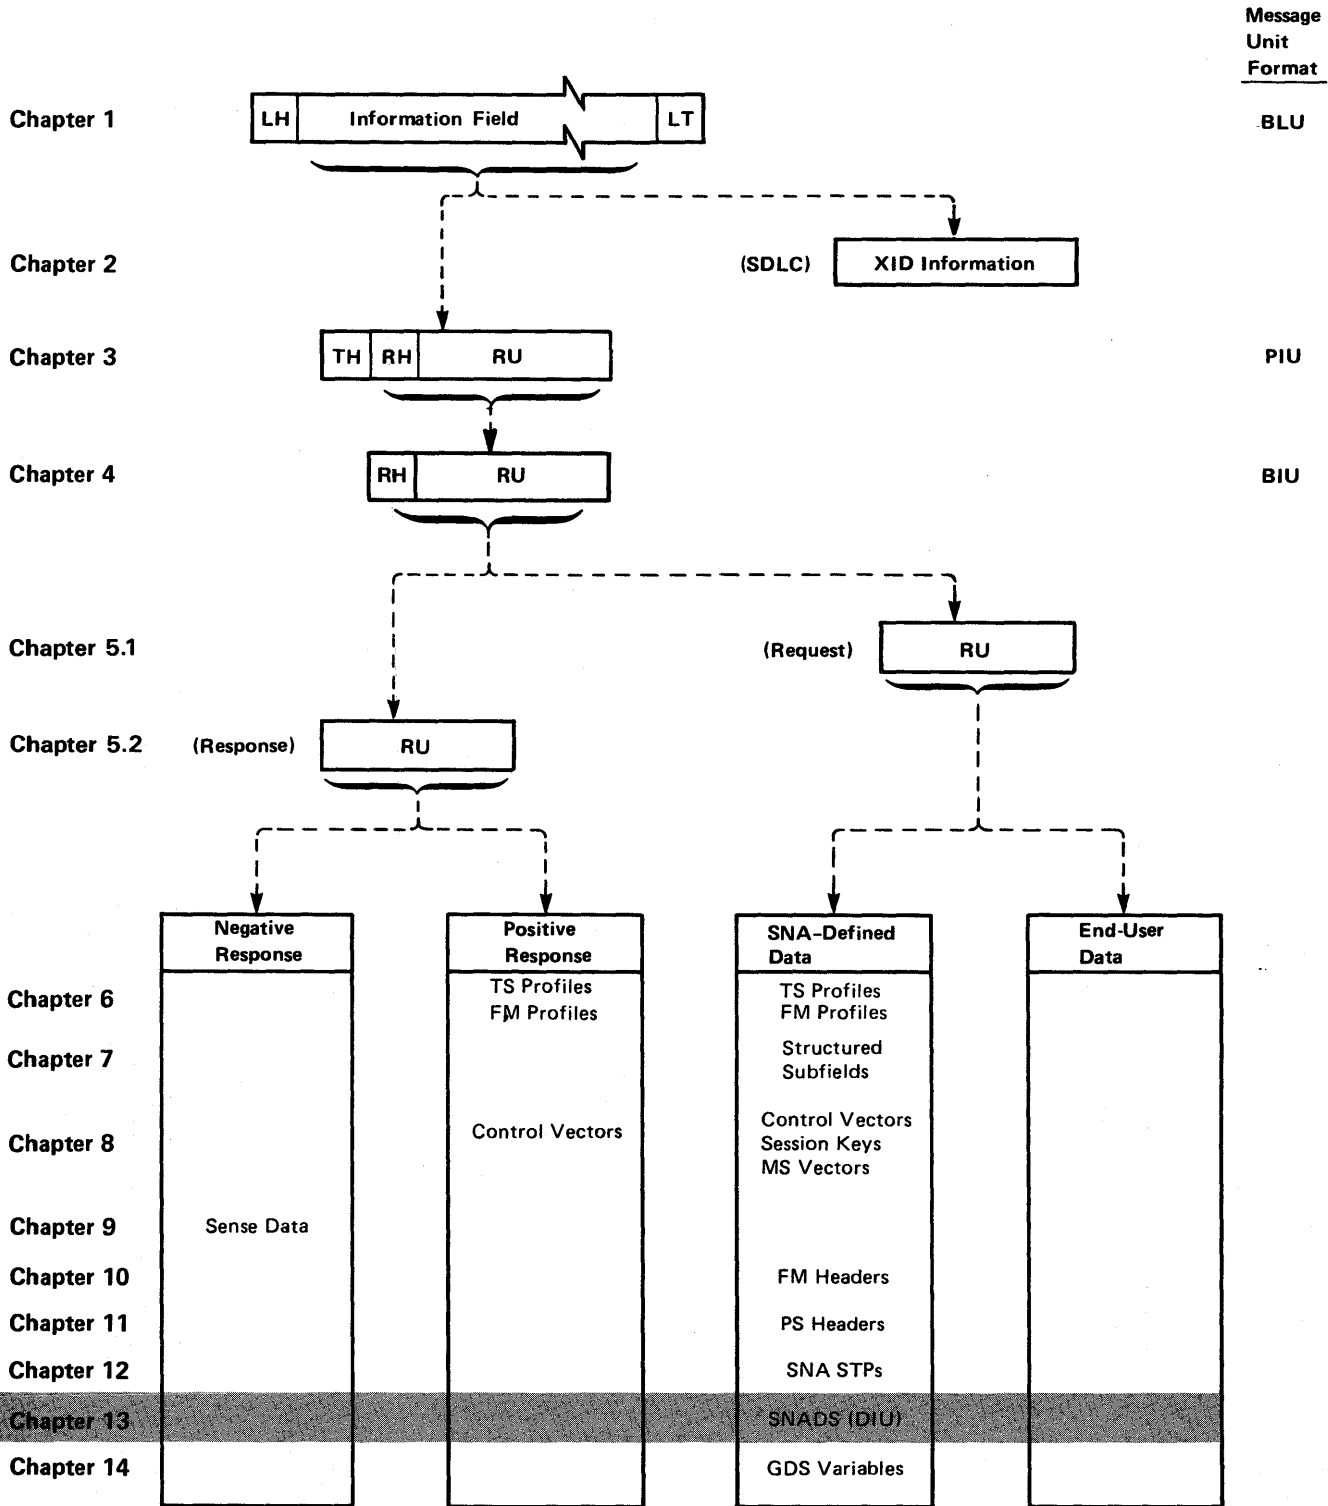 Message
Unit
Format
Chapter 1
LH
Information Field
LT
BLU
Chapter 2
(SDLC)
XID Information
Chapter 3
TH
RH
RU
PIU
Chapter 4
RH
RU
BIU
Chapter 5.1
(Request)
RU
Chapter 5.2
(Response)
RU
Negative
Response
Positive
Response
SNA-Defined
Data
End-User
Data
Chapter 6
TS Profiles
FM Profiles
TS Profiles
FM Profiles
Chapter 7
Structured
Subfields
Chapter 8
Control Vectors
Control Vectors
Session Keys
MS Vectors
Chapter 9
Sense Data
Chapter 10
FM Headers
Chapter 11
PS Headers
Chapter 12
SNA STPs
Chapter 13
SNADS (DIU)
Chapter 14
GDS Variables